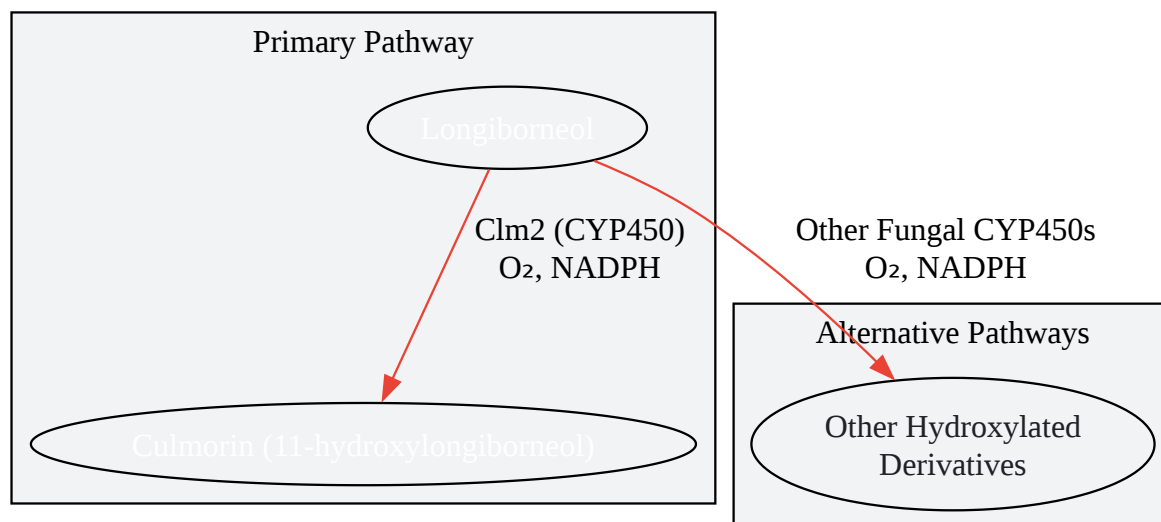 Primary Pathway
Longiborneol
Clm2 (CYP450)
O₂, NADPH
Other Fungal CYP450s
O₂, NADPH
Alternative Pathways
Culmorin (11-hydroxylongiborneol)
Other Hydroxylated
Derivatives